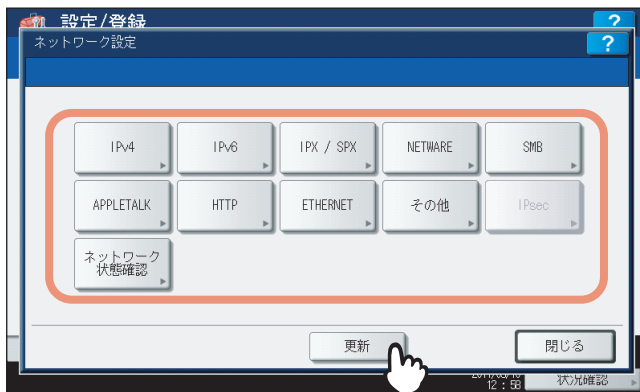 設定/登録
?
ネットワーク設定
?
IPv4
IPv6
IPX / SPX
NETWARE
SMB
APPLETALK
HTTP
ETHERNET
その他
IPsec
ネットワーク
状態確認
更新
閉じる
12:58
状況確認